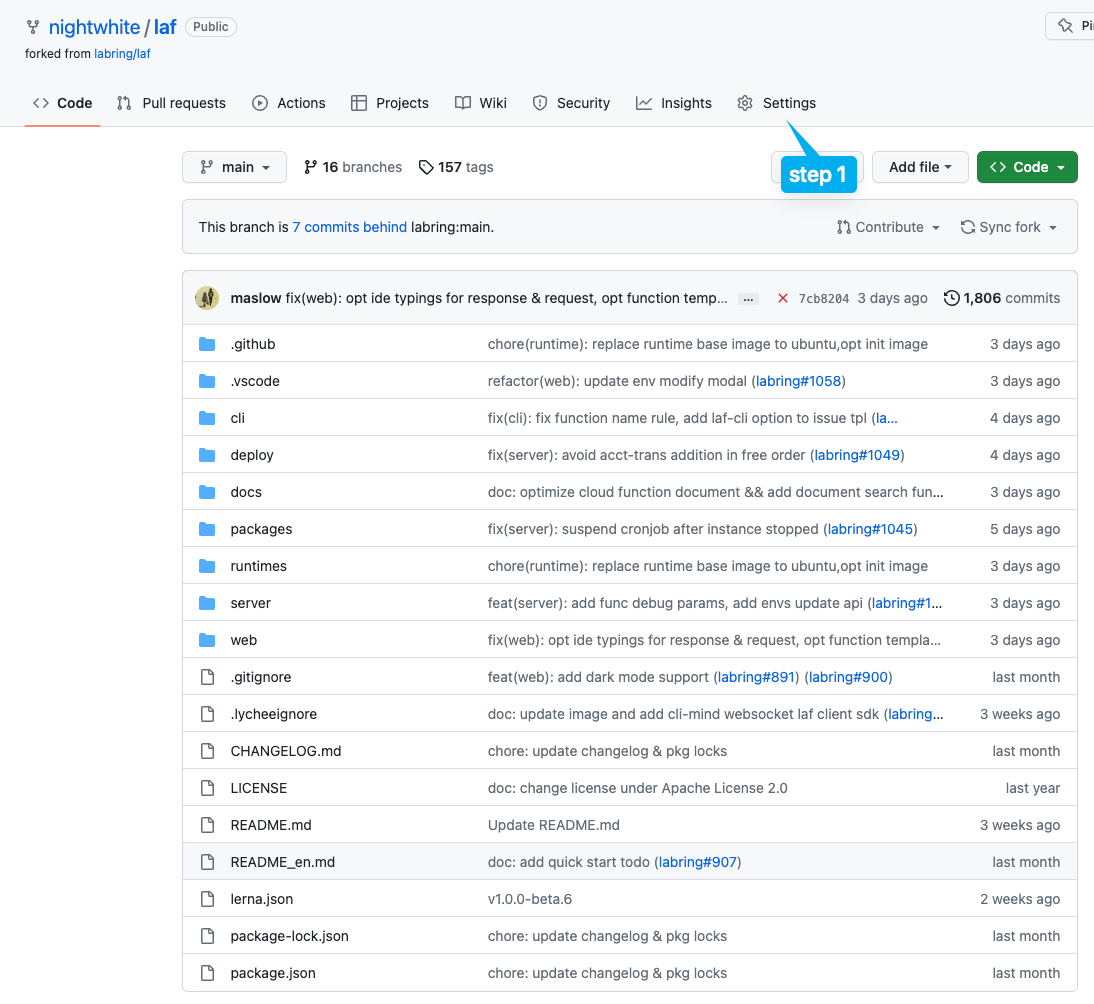 nightwhite / laf Public
Pi
forked from labring/laf
Code Pull requests Actions Projects Wiki Security Insights Settings
main 16 branches 157 tags step 1 Add file Code
This branch is 7 commits behind labring:main. Contribute Sync fork
maslow fix(web): opt ide typings for response & request, opt function temp... ... 7cb8204 3 days ago 1,806 commits
.github chore(runtime): replace runtime base image to ubuntu,opt init image 3 days ago
.vscode refactor(web): update env modify modal (labring#1058) 3 days ago
cli fix(cli): fix function name rule, add laf-cli option to issue tpl (la... 4 days ago
deploy fix(server): avoid acct-trans addition in free order (labring#1049) 4 days ago
docs doc: optimize cloud function document && add document search fun... 3 days ago
packages fix(server): suspend cronjob after instance stopped (labring#1045) 5 days ago
runtimes chore(runtime): replace runtime base image to ubuntu,opt init image 3 days ago
server feat(server): add func debug params, add envs update api (labring#1... 3 days ago
web fix(web): opt ide typings for response & request, opt function templa... 3 days ago
.gitignore feat(web): add dark mode support (labring#891) (labring#900) last month
.lycheeignore doc: update image and add cli-mind websocket laf client sdk (labring... 3 weeks ago
CHANGELOG.md chore: update changelog & pkg locks last month
LICENSE doc: change license under Apache License 2.0 last year
README.md Update README.md 3 weeks ago
README_en.md doc: add quick start todo (labring#907) last month
lerna.json v1.0.0-beta.6 2 weeks ago
package-lock.json chore: update changelog & pkg locks last month
package.json chore: update changelog & pkg locks last month